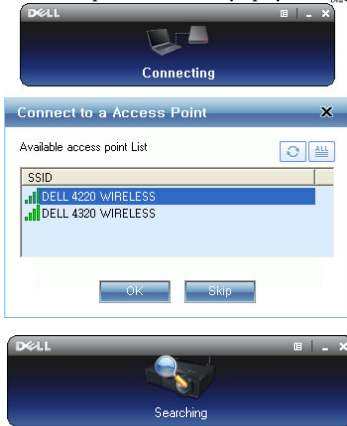 DELL
Connecting
Connect to a Access Point
Available access point List
ALL
SSID
DELL 4220 WIRELESS
DELL 4320 WIRELESS
OK Skip
DELL
Searching